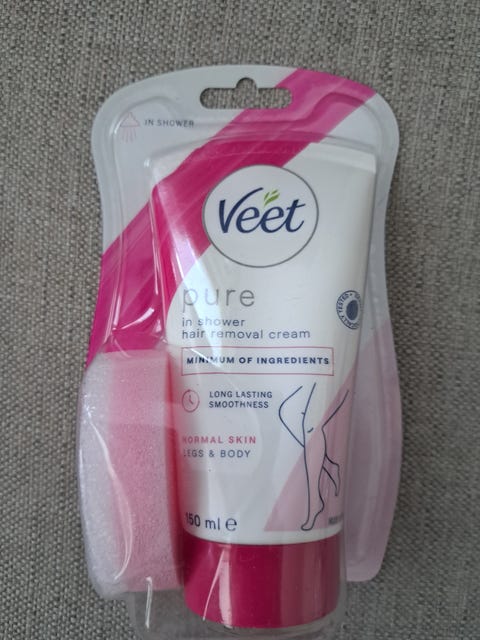 IN SHOWER
Veet
pure
in shower
hair removal cream
MINIMUM OF INGREDIENTS
LONG LASTING
SMOOTHNESS
NORMAL SKIN
LEGS & BODY
150 ml e